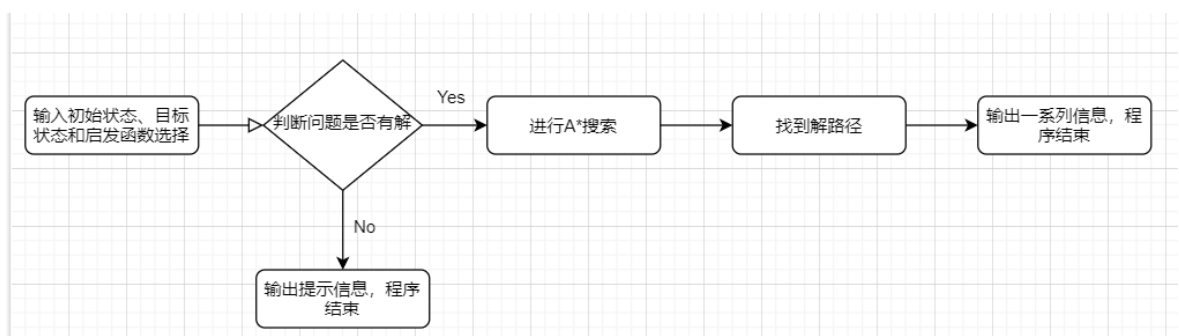 输入初始状态、目标
状态和启发函数选择
判断问题是否有解
Yes
进行A*搜索
找到解路径
输出一系列信息，程
序结束
No
输出提示信息，程序
结束